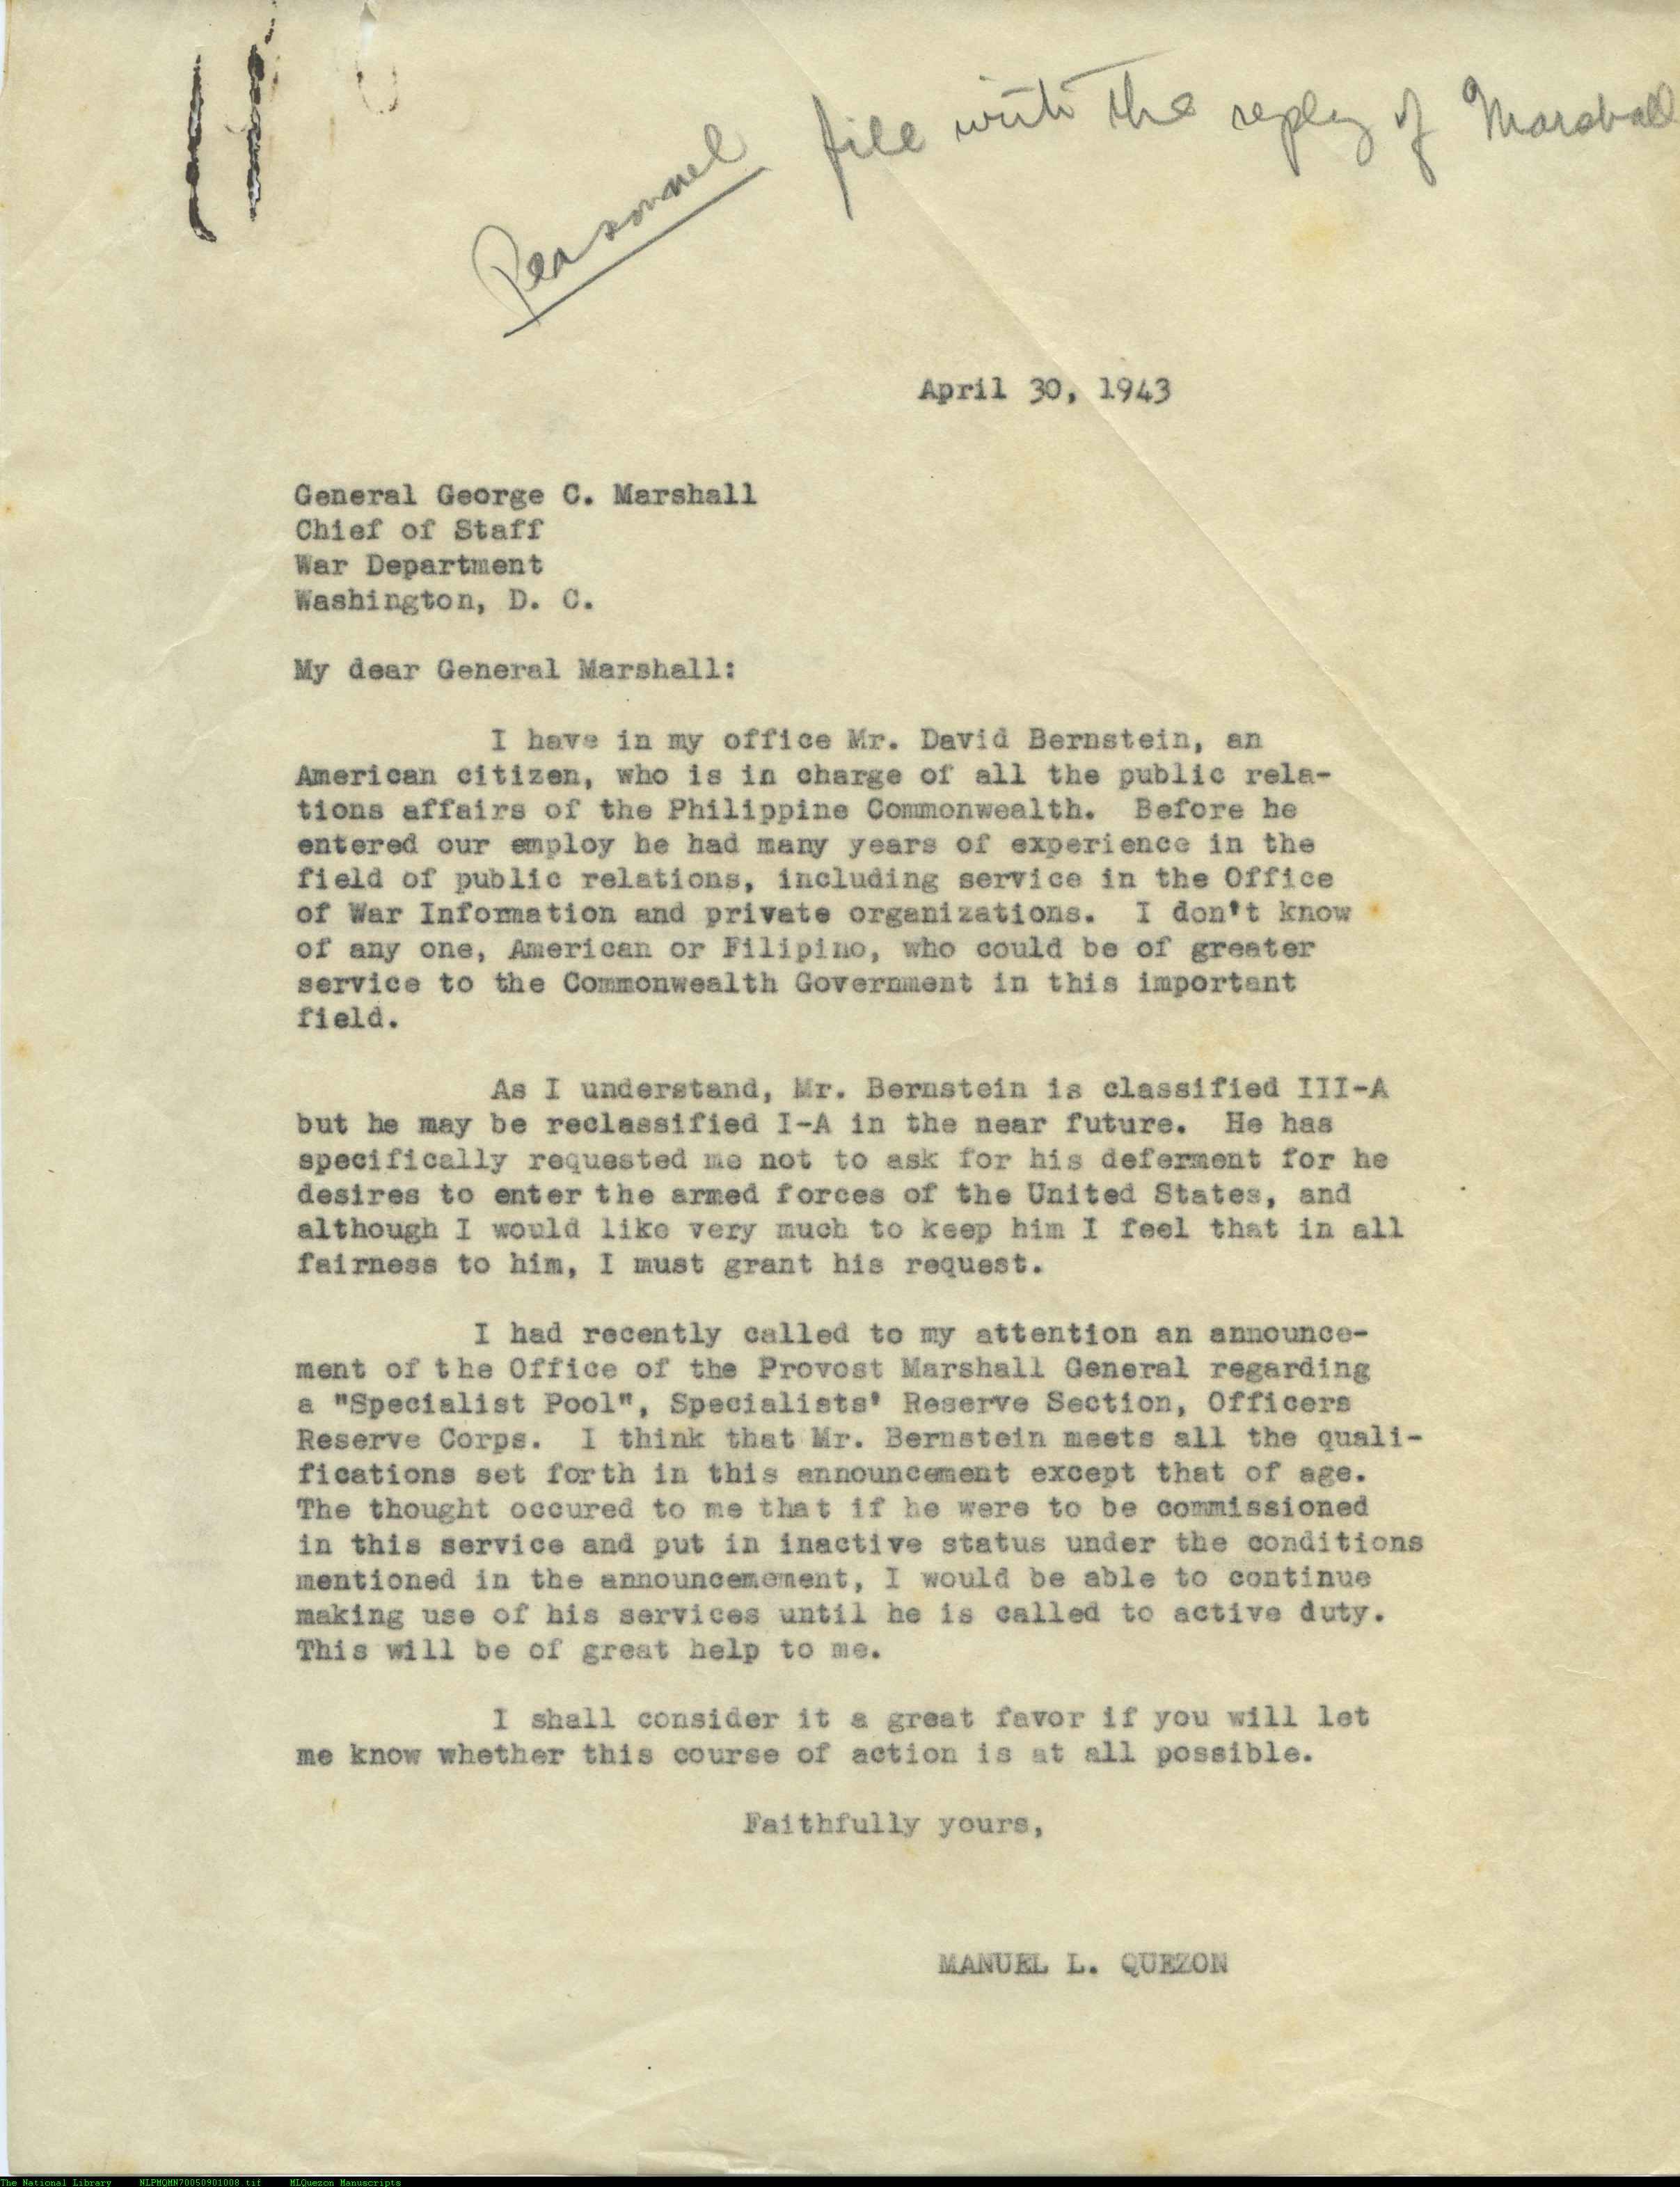 file with the reply of Marshall
Personnel
April 30, 1943
General George C. Marshall
Chief of Staff
War Department
Washington, D. C.
My dear General Marshall:
I have in my office Mr. David Bernstein, an
American citizen, who is in charge of all the public rela-
tions affairs of the Philippine Commonwealth. Before he
entered our employ he had many years of experience in the
field of public relations, including service in the Office
of War Information and private organizations. I don't know
of any one, American or Filipino, who could be of greater
service to the Commonwealth Government in this important
field.
As I understand, Mr. Bernstein is classified III-A
but he may be reclassified I-A in the near future. He has
specifically requested me not to ask for his deferment for he
desires to enter the armed forces of the United States, and
although I would like very much to keep him I feel that in all
fairness to him, I must grant his request.
I had recently called to my attention an announce-
ment of the Office of the Provost Marshall General regarding
a "Specialist Pool", Specialists' Reserve Section, Officers
Reserve Corps. I think that Mr. Bernstein meets all the quali-
fications set forth in this announcement except that of age.
The thought occured to me that if he were to be commissioned
in this service and put in inactive status under the conditions
mentioned in the announcemement, I would be able to continue
making use of his services until he is called to active duty.
This will be of great help to me.
I shall consider it a great favor if you will let
me know whether this course of action is at all possible.
Faithfully yours,
MANUEL L. QUEZON
The National Library NLPMQMN70050901008.tif MLQuezon Manuscripts